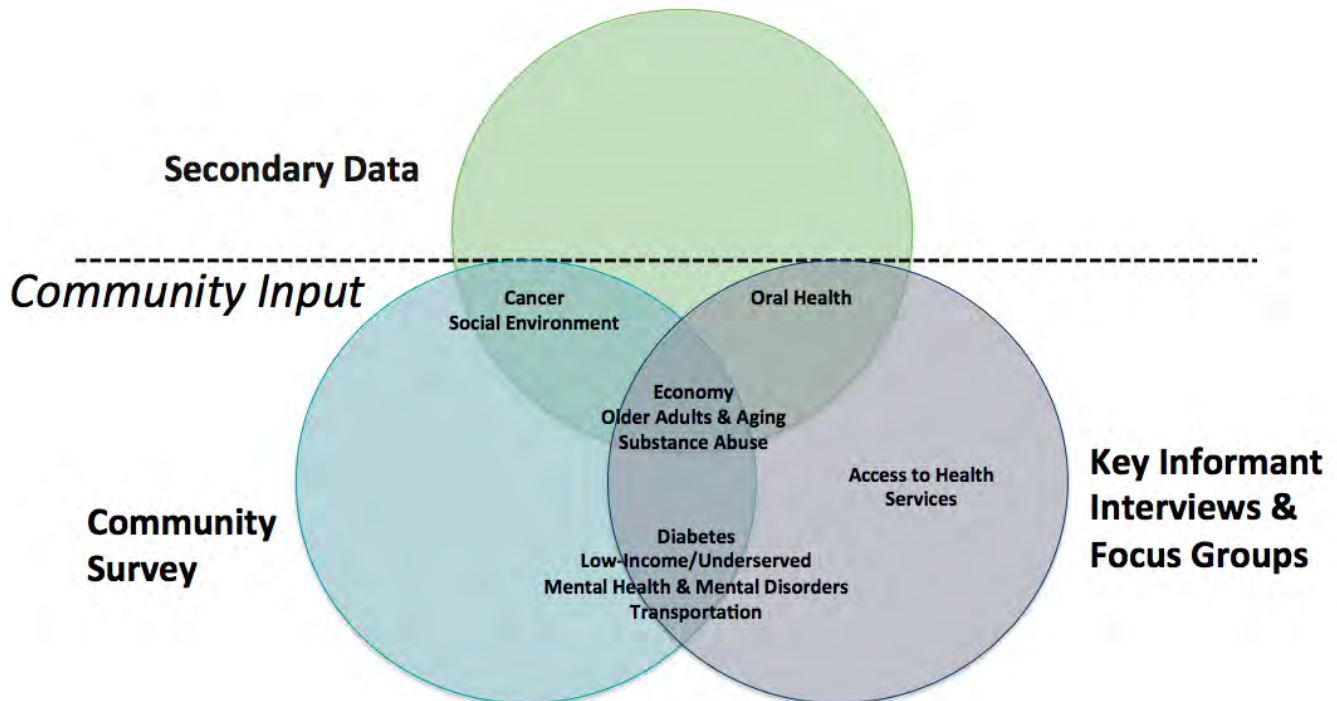 Secondary Data
Community Input
Cancer
Social Environment
Oral Health
Economy
Older Adults & Aging
Substance Abuse
Access to Health
Services
Key Informant
Interviews &
Focus Groups
Community
Survey
Diabetes
Low-Income/Underserved
Mental Health & Mental Disorders
Transportation